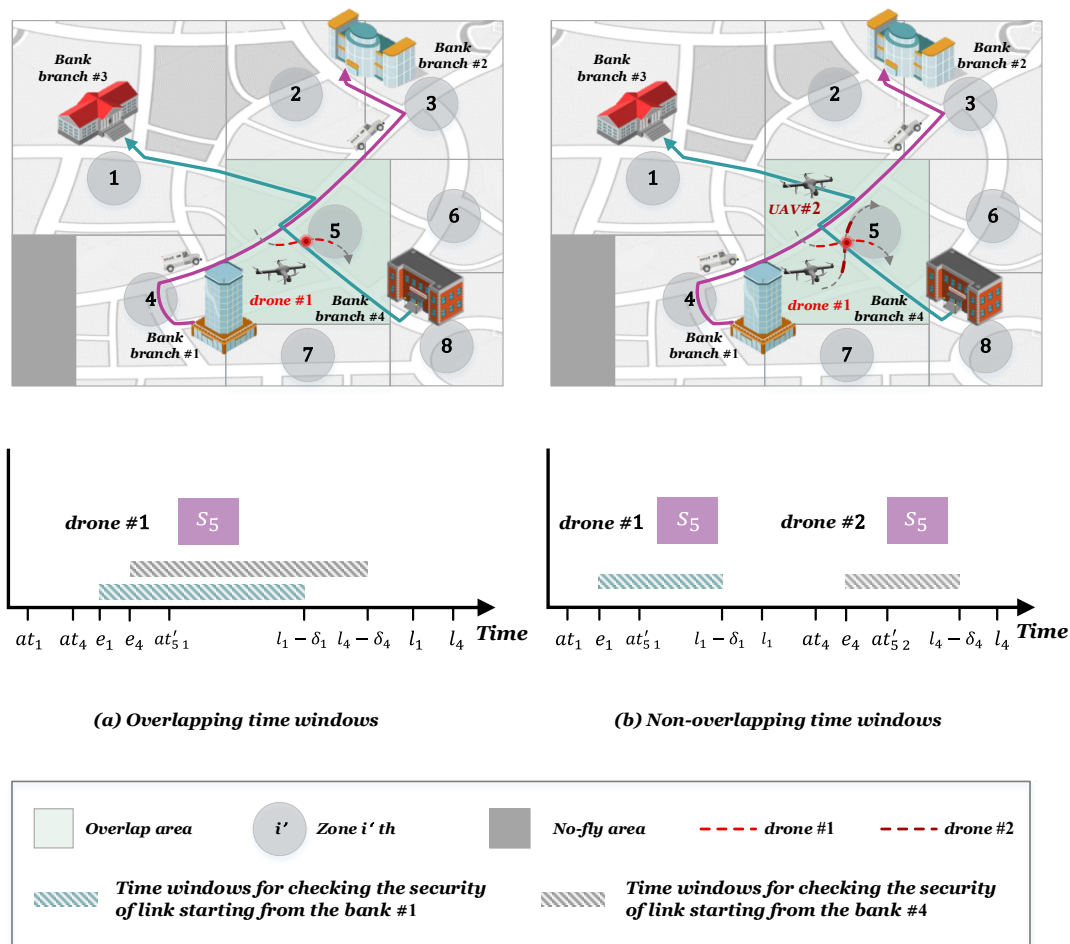 Bank
branch #3
Bank
branch #2
2
3
1
5
6
4
drone #1
Bank
branch #4
Bank
branch #1
7
8
Bank
branch #3
Bank
branch #2
2
3
1
UAV#2
5
6
4
drone #1
Bank
branch #4
Bank
branch #1
7
8
drone #1
S₅
at₁ at₄ e₁ e₄ at′₅ ₁ l₁ − δ₁ l₄ − δ₄ l₁ l₄ Time
(a) Overlapping time windows
drone #1
S₅
drone #2
S₅
at₁ e₁ at′₅ ₁ l₁ − δ₁ l₁ at₄ e₄ at′₅ ₂ l₄ − δ₄ l₄ Time
(b) Non-overlapping time windows
Overlap area
i' Zone i' th
No-fly area
drone #1
drone #2
Time windows for checking the security
of link starting from the bank #1
Time windows for checking the security
of link starting from the bank #4